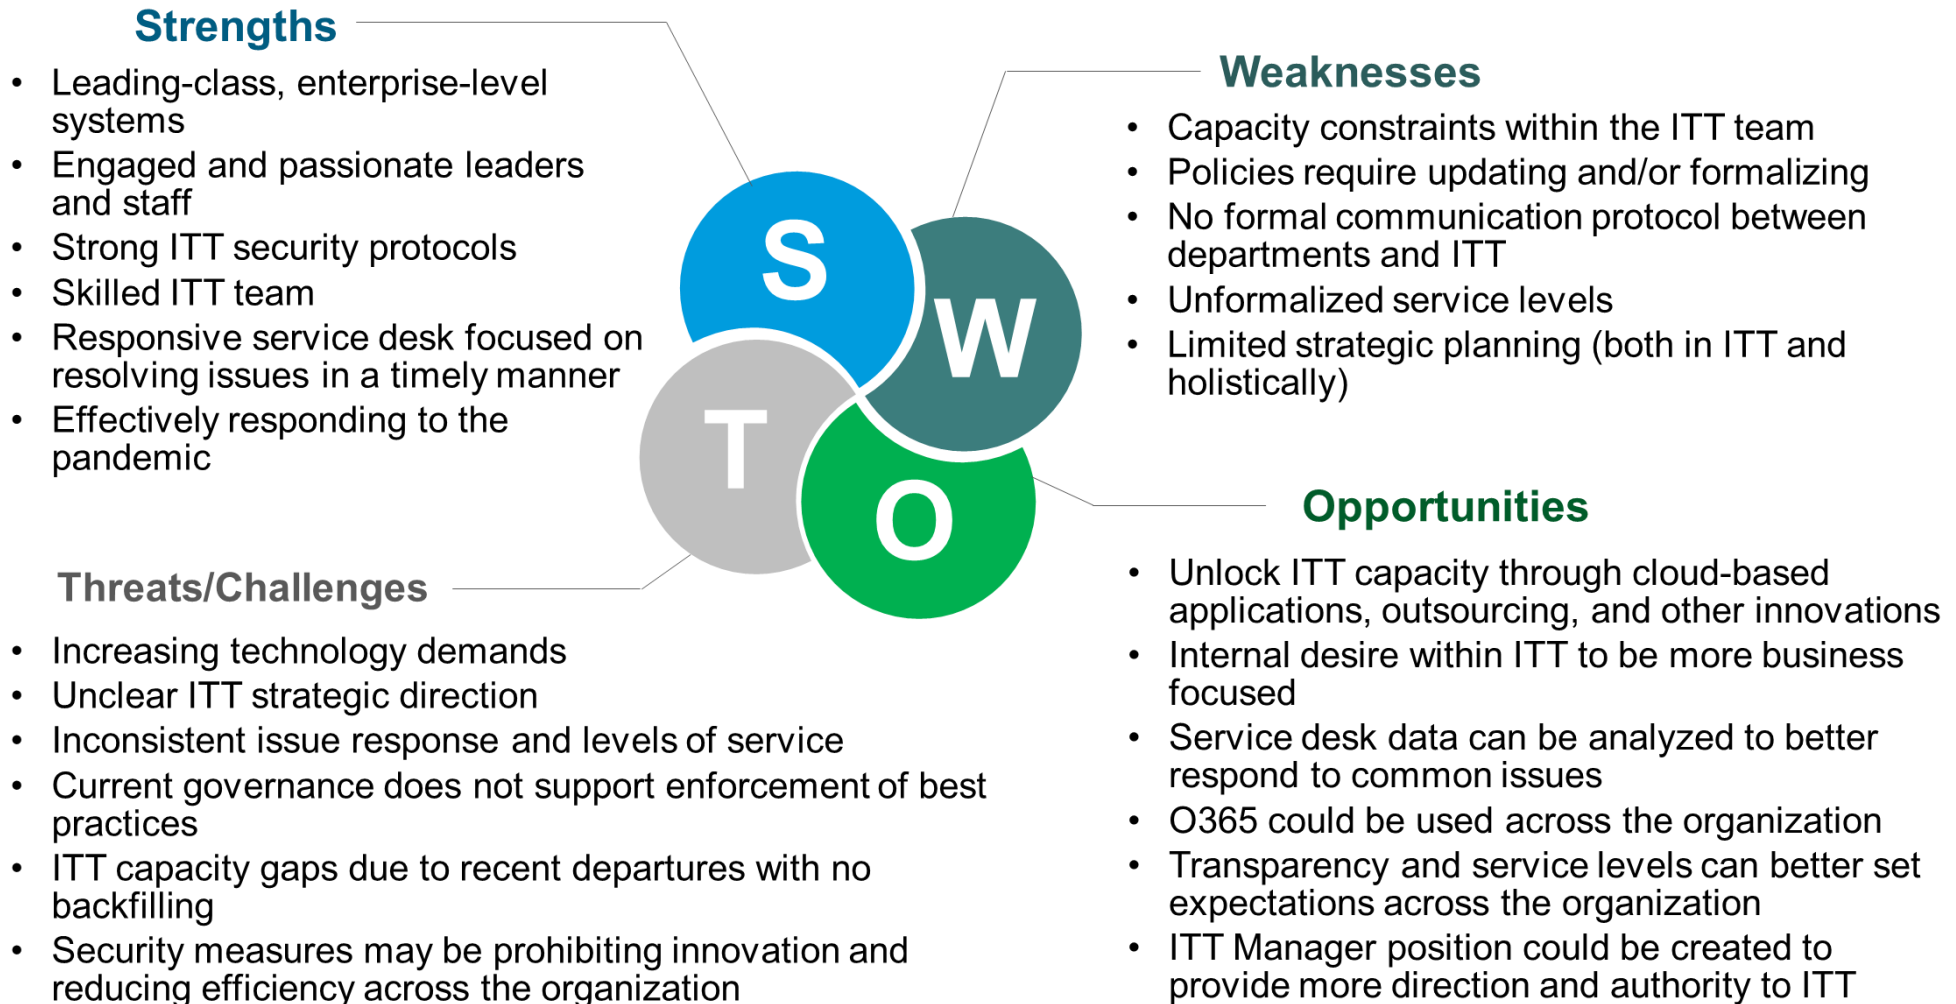 Strengths
• Leading-class, enterprise-level
systems
• Engaged and passionate leaders
and staff
• Strong ITT security protocols
• Skilled ITT team
• Responsive service desk focused on
resolving issues in a timely manner
• Effectively responding to the
pandemic
Weaknesses
• Capacity constraints within the ITT team
• Policies require updating and/or formalizing
• No formal communication protocol between
departments and ITT
• Unformalized service levels
• Limited strategic planning (both in ITT and
holistically)
S
W
T
O
Threats/Challenges
• Increasing technology demands
• Unclear ITT strategic direction
• Inconsistent issue response and levels of service
• Current governance does not support enforcement of best
practices
• ITT capacity gaps due to recent departures with no
backfilling
• Security measures may be prohibiting innovation and
reducing efficiency across the organization
Opportunities
• Unlock ITT capacity through cloud-based
applications, outsourcing, and other innovations
• Internal desire within ITT to be more business
focused
• Service desk data can be analyzed to better
respond to common issues
• O365 could be used across the organization
• Transparency and service levels can better set
expectations across the organization
• ITT Manager position could be created to
provide more direction and authority to ITT